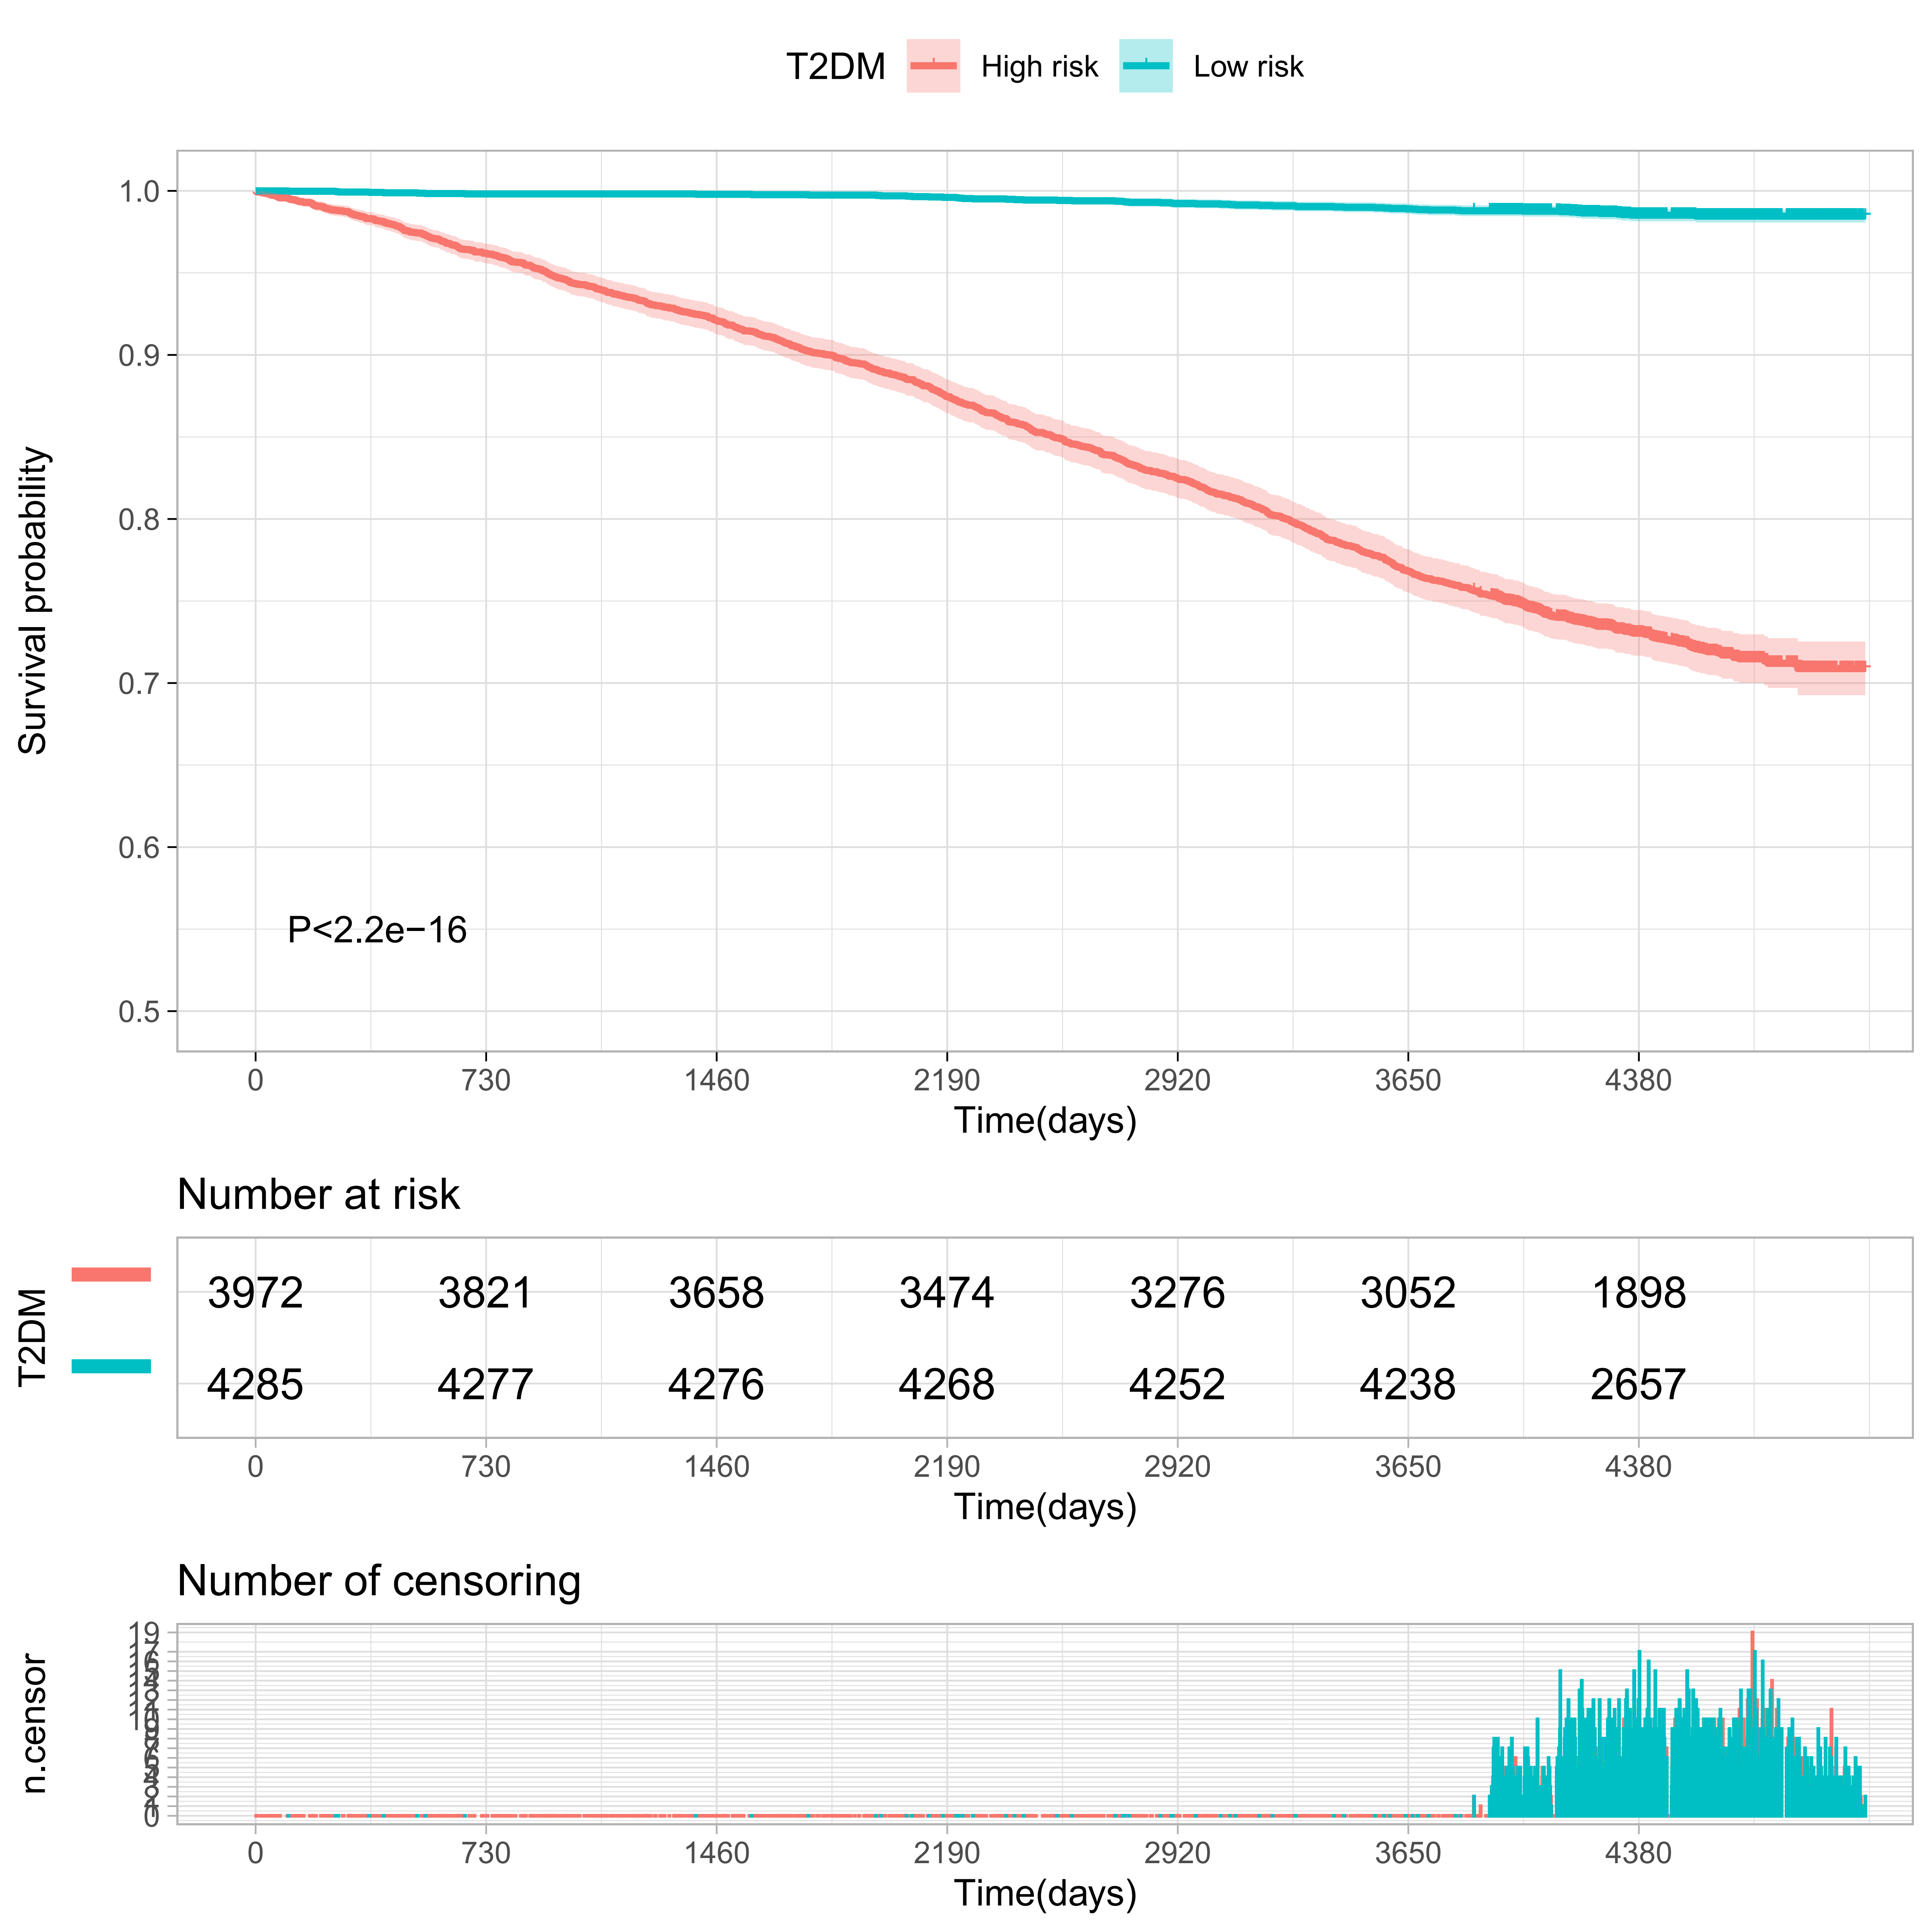 T2DM High risk Low risk
Survival probability
1.0
0.9
0.8
0.7
0.6
0.5
P<2.2e−16
0 730 1460 2190 2920 3650 4380
Time(days)
Number at risk
T2DM
3972 3821 3658 3474 3276 3052 1898
4285 4277 4276 4268 4252 4238 2657
0 730 1460 2190 2920 3650 4380
Time(days)
Number of censoring
n.censor
19
0
0 730 1460 2190 2920 3650 4380
Time(days)